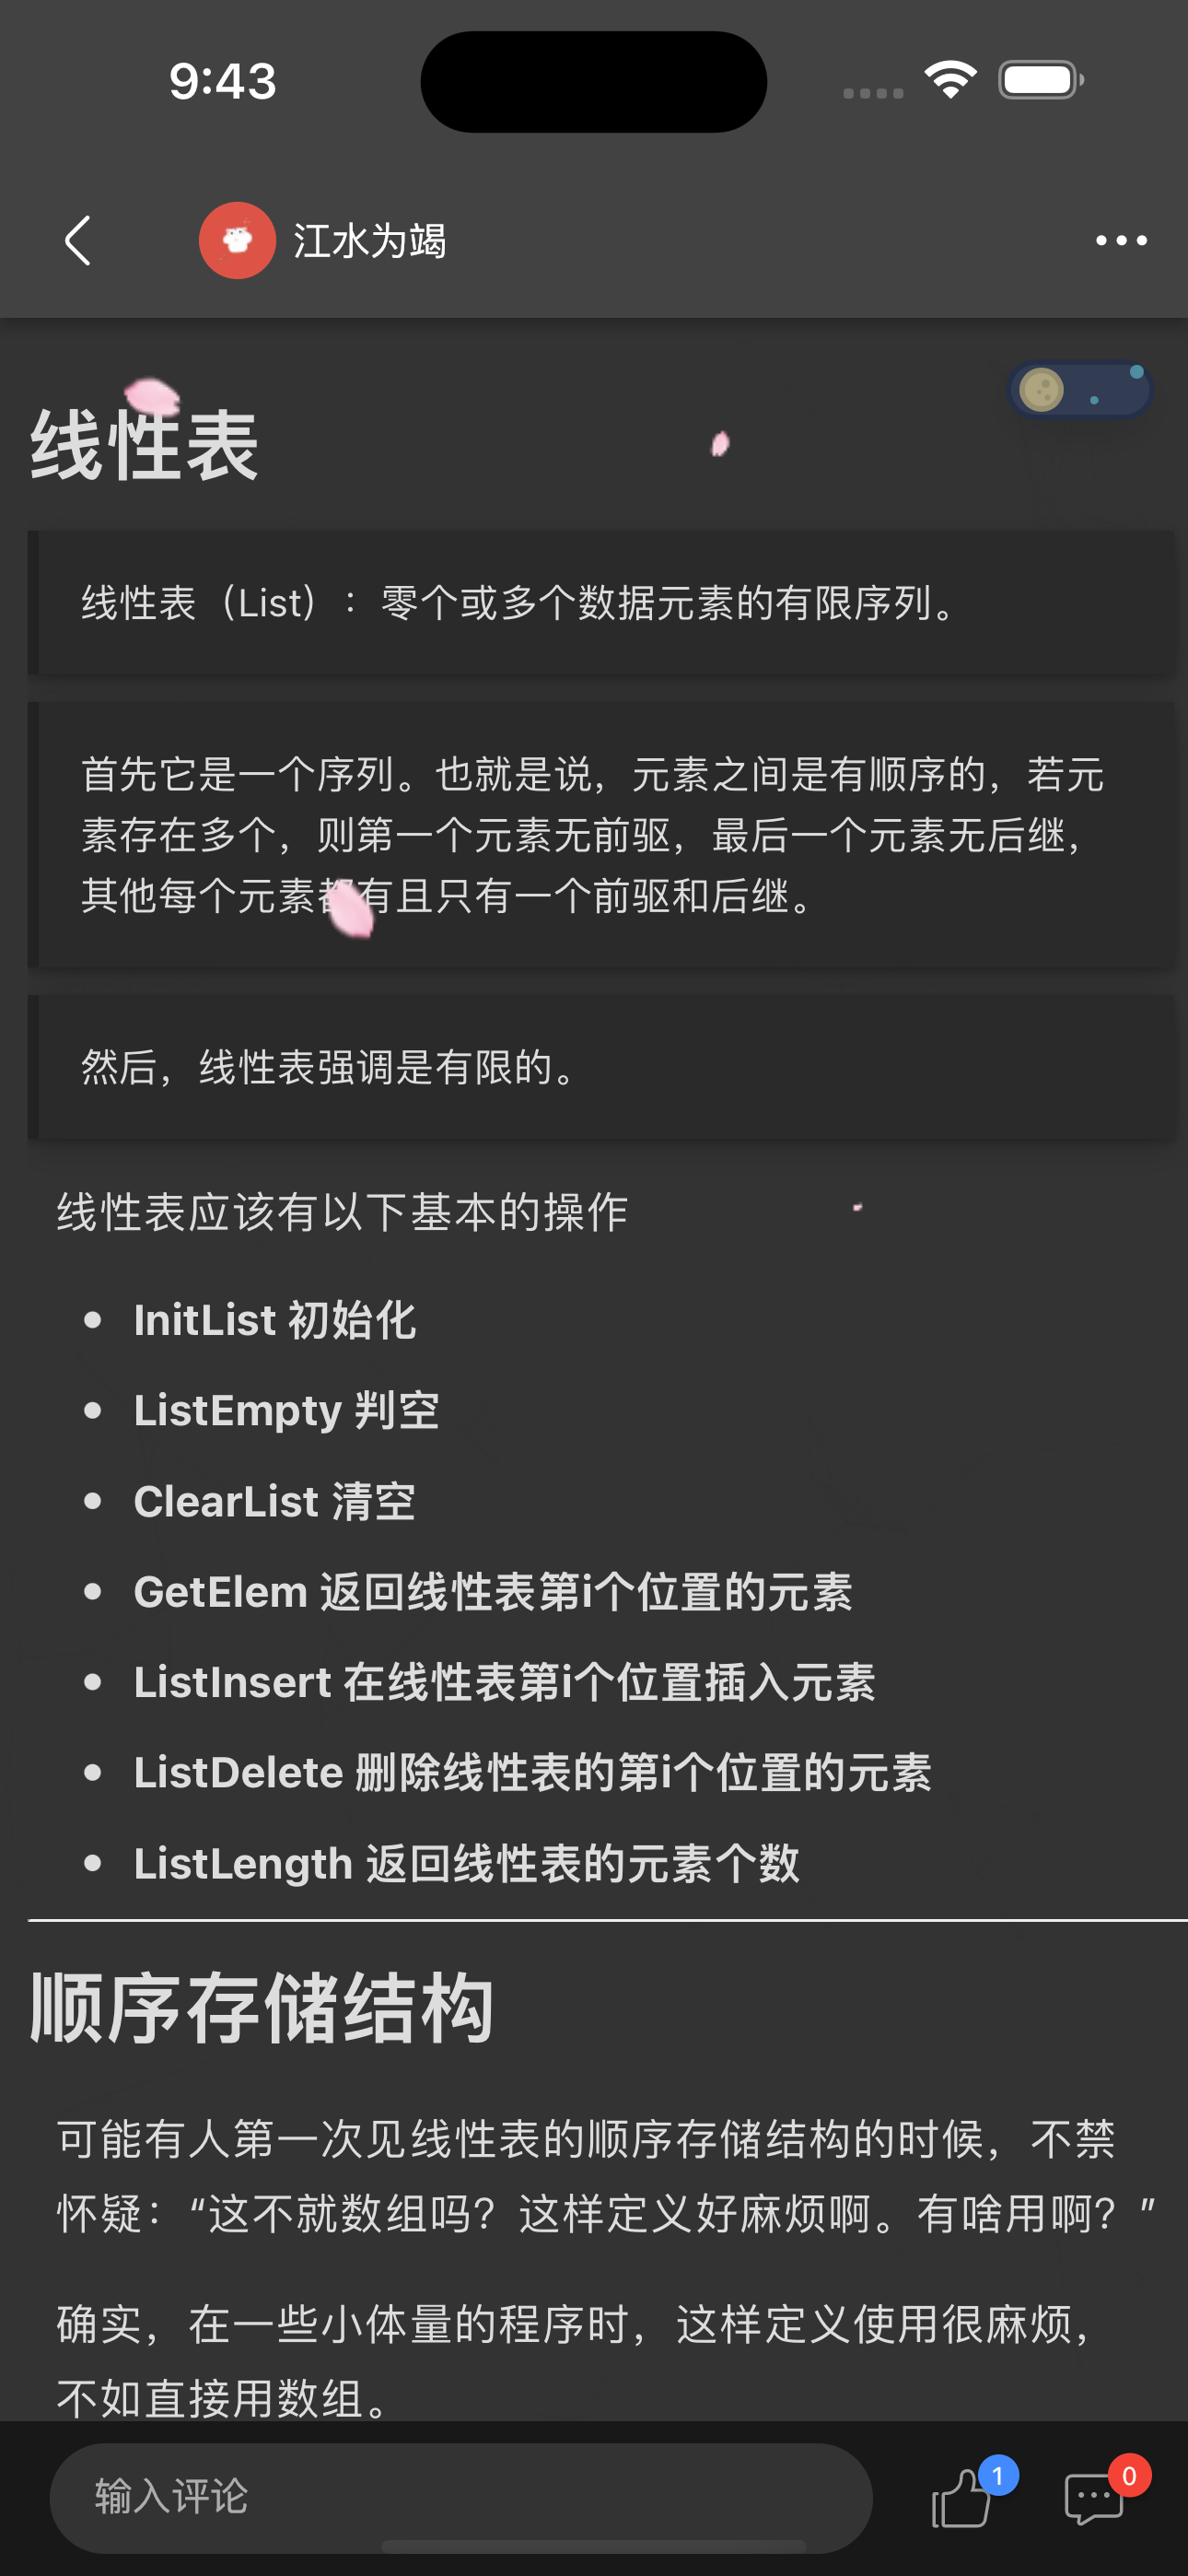 9:43
江水为竭
线性表
线性表（List）：零个或多个数据元素的有限序列。
首先它是一个序列。也就是说，元素之间是有顺序的，若元
素存在多个，则第一个元素无前驱，最后一个元素无后继，
其他每个元素都有且只有一个前驱和后继。
然后，线性表强调是有限的。
线性表应该有以下基本的操作
• InitList 初始化
• ListEmpty 判空
• ClearList 清空
• GetElem 返回线性表第i个位置的元素
• ListInsert 在线性表第i个位置插入元素
• ListDelete 删除线性表的第i个位置的元素
• ListLength 返回线性表的元素个数
顺序存储结构
可能有人第一次见线性表的顺序存储结构的时候，不禁
怀疑：“这不就数组吗？这样定义好麻烦啊。有啥用啊？”
确实，在一些小体量的程序时，这样定义使用很麻烦，
不如直接用数组。
输入评论
1
0